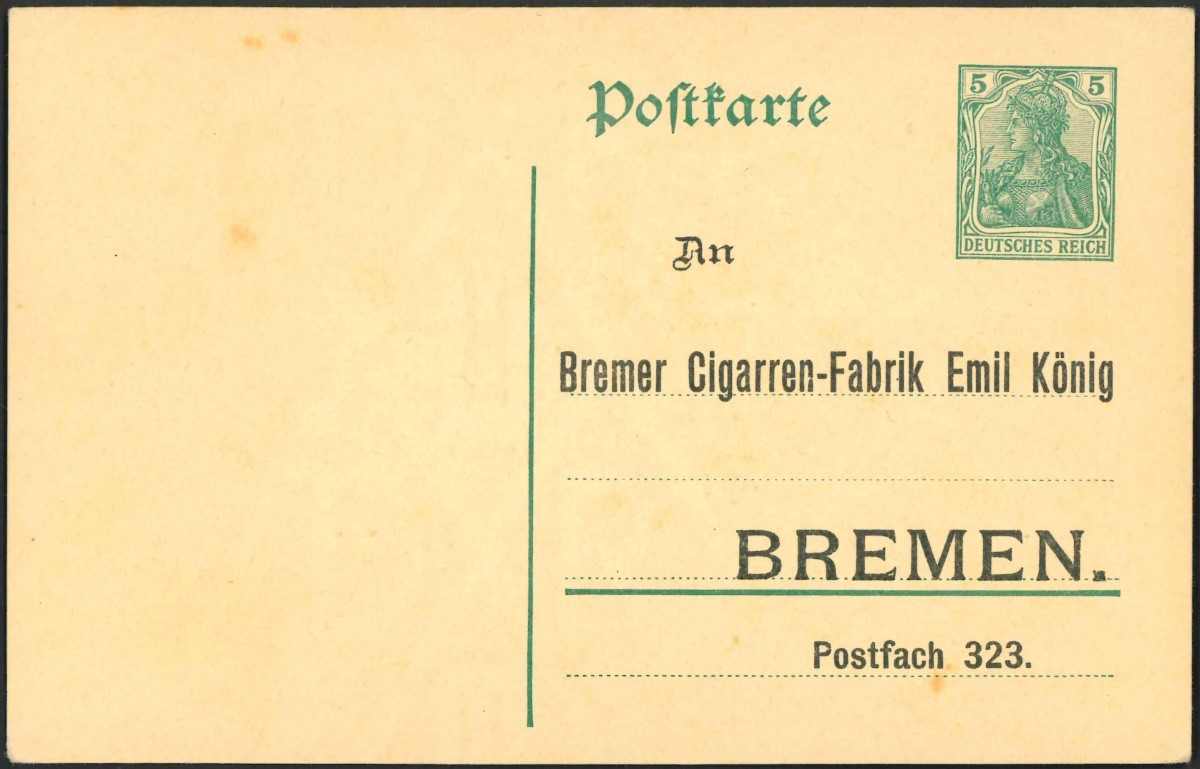 Postkarte
5 5
DEUTSCHES REICH
An
Bremer Cigarren-Fabrik Emil König
BREMEN.
Postfach 323.